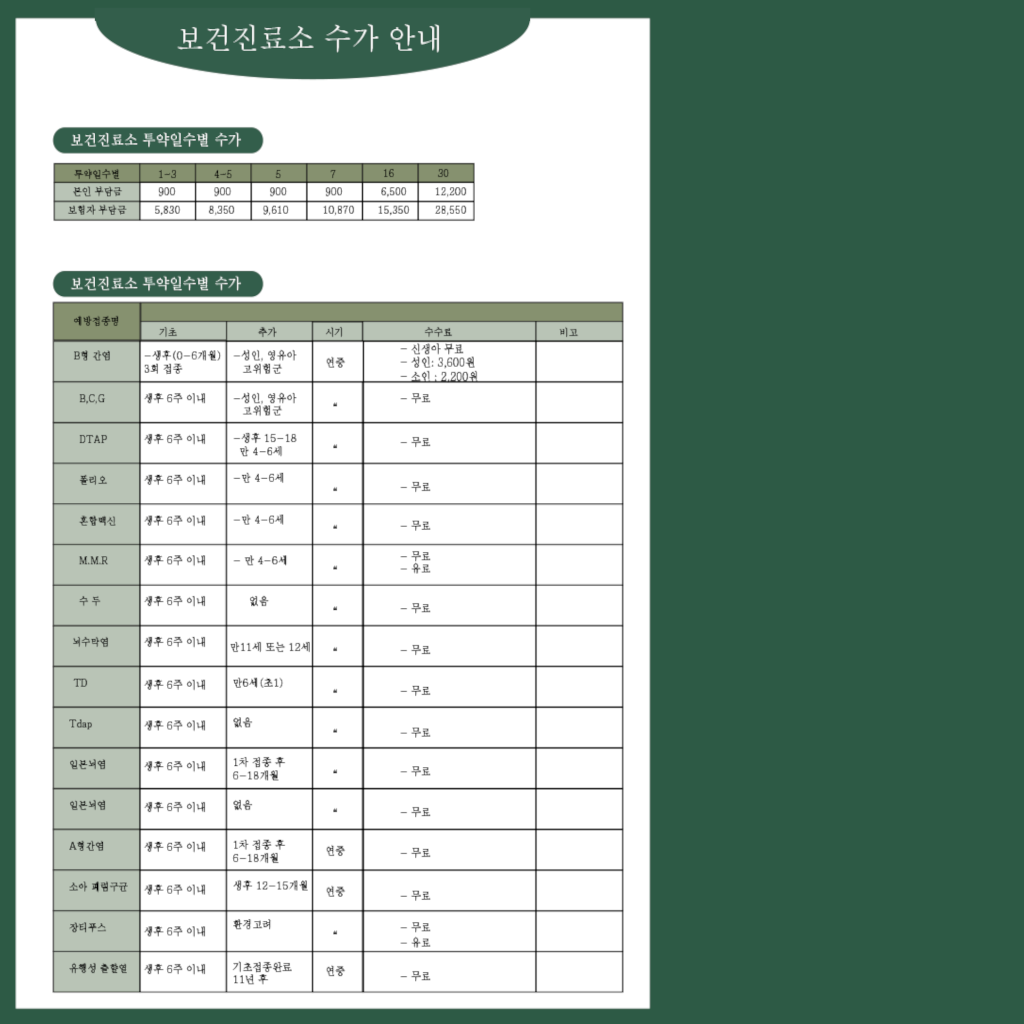 보건진료소 수가 안내
보건진료소 투약일수별 수가
투약일수별 1-3 4-5 5 7 16 30
본인 부담금 900 900 900 900 6,500 12,200
보험자 부담금 5,830 8,350 9,610 10,870 15,350 28,550
보건진료소 투약일수별 수가
예방접종명
기초 추가 시기 수수료 비고
B형 간염 -생후(0-6개월) -성인, 영유아 연중 - 신생아 무료
3회 접종 고위험군 - 성인: 3,600원
- 소인 : 2,200원
B,C,G 생후 6주 이내 -성인, 영유아 “ - 무료
고위험군
DTAP 생후 6주 이내 -생후 15-18 “ - 무료
만 4-6세
폴리오 생후 6주 이내 -만 4-6세 “ - 무료
혼합백신 생후 6주 이내 -만 4-6세 “ - 무료
M.M.R 생후 6주 이내 - 만 4-6세 “ - 무료
- 유료
수 두 생후 6주 이내 없음 “ - 무료
뇌수막염 생후 6주 이내 만11세 또는 12세 “ - 무료
TD 생후 6주 이내 만6세(초1) “ - 무료
Tdap 생후 6주 이내 없음 “ - 무료
일본뇌염 생후 6주 이내 1차 접종 후 “ - 무료
6-18개월
일본뇌염 생후 6주 이내 없음 “ - 무료
A형간염 생후 6주 이내 1차 접종 후 연중 - 무료
6-18개월
소아 폐렴구균 생후 6주 이내 생후 12-15개월 연중 - 무료
장티푸스 생후 6주 이내 환경고려 “ - 무료
- 유료
유행성 출혈열 생후 6주 이내 기초접종완료 연중 - 무료
11년 후